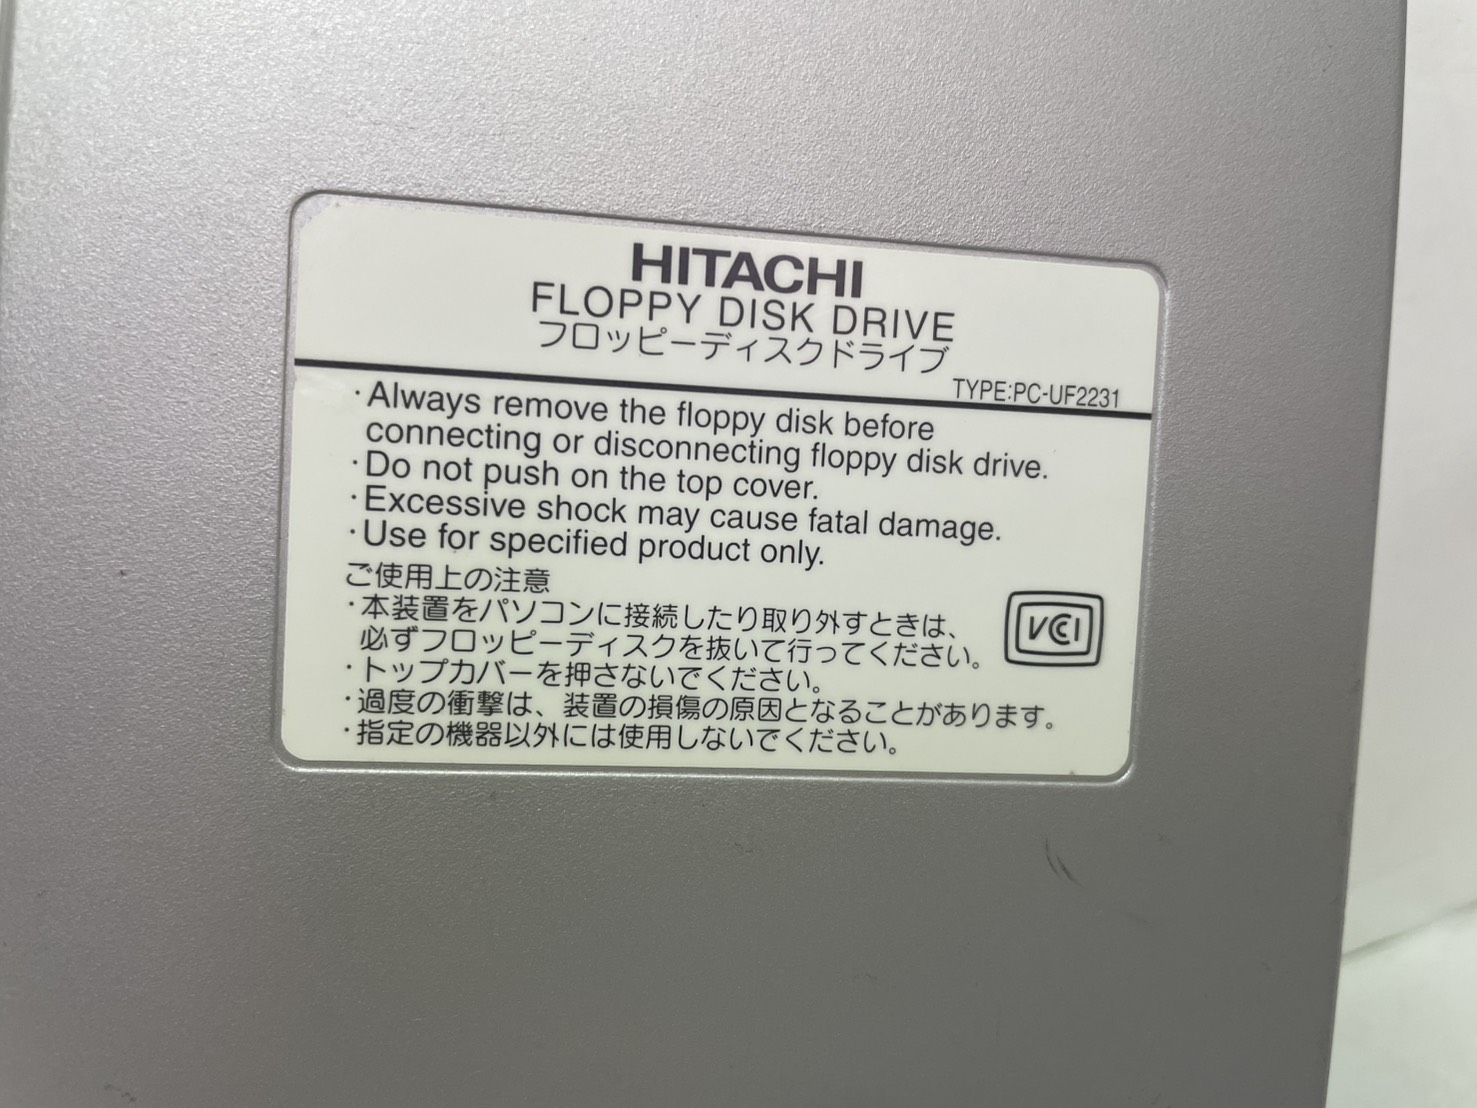 HITACHI
FLOPPY DISK DRIVE
フロッピーディスクドライブ
TYPE:PC-UF2231
・Always remove the floppy disk before
connecting or disconnecting floppy disk drive.
・Do not push on the top cover.
・Excessive shock may cause fatal damage.
・Use for specified product only.
ご使用上の注意
・本装置をパソコンに接続したり取り外すときは、
必ずフロッピーディスクを抜いて行ってください。
VCCI
・トップカバーを押さないでください。
・過度の衝撃は、装置の損傷の原因となることがあります。
・指定の機器以外には使用しないでください。